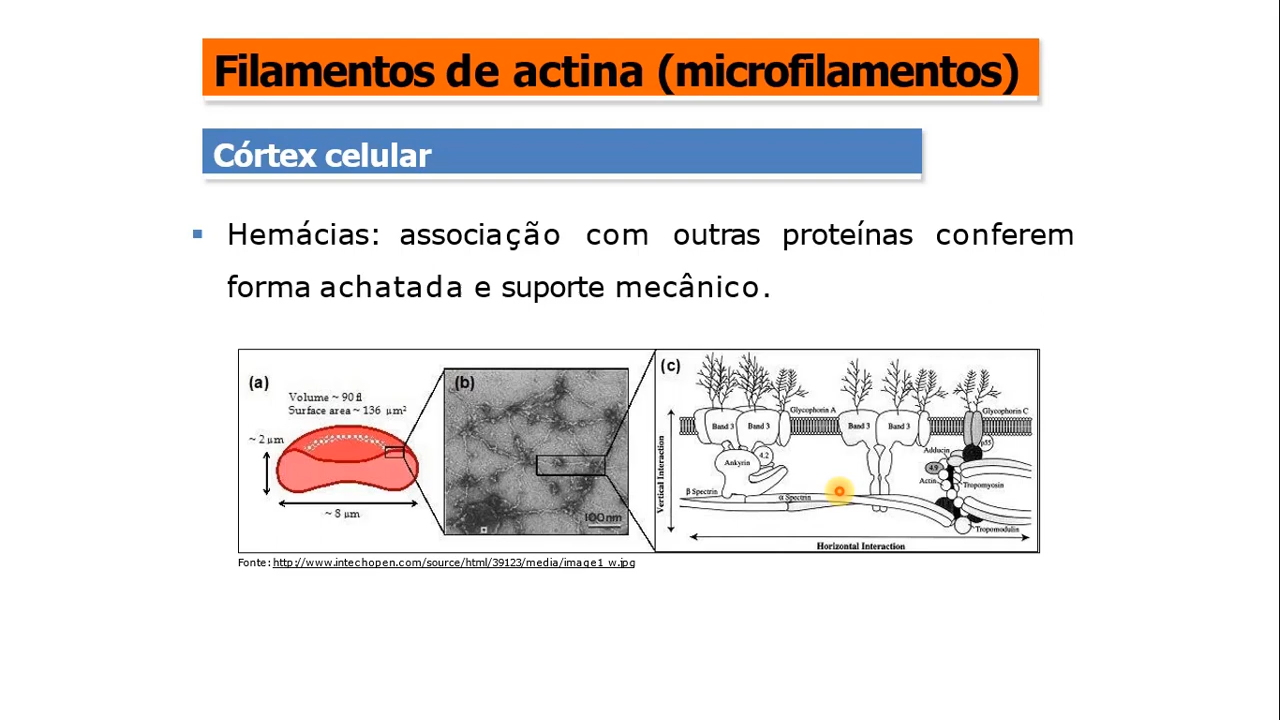 Filamentos de actina (microfilamentos)
Córtex celular
Hemácias: associação com outras proteínas conferem
forma achatada e suporte mecânico.
(a)
Volume ~ 90 fl
Surface area ~ 136 µm²
~ 2 µm
~ 8 µm
(b)
100 nm
(c)
Glycophorin A
Glycophorin C
Band 3
Band 3
Band 3
Band 3
p55
Adducin
4.2
Ankyrin
4.9
Actin
Tropomyosin
β Spectrin
α Spectrin
Tropomodulin
Vertical Interaction
Horizontal Interaction
Fonte: http://www.intechopen.com/source/html/39123/media/image1_w.jpg